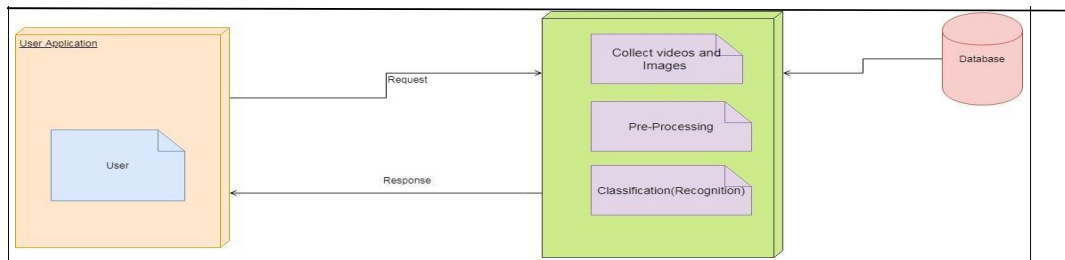 User Application
User
Request
Response
Collect videos and
Images
Pre-Processing
Classification(Recognition)
Database